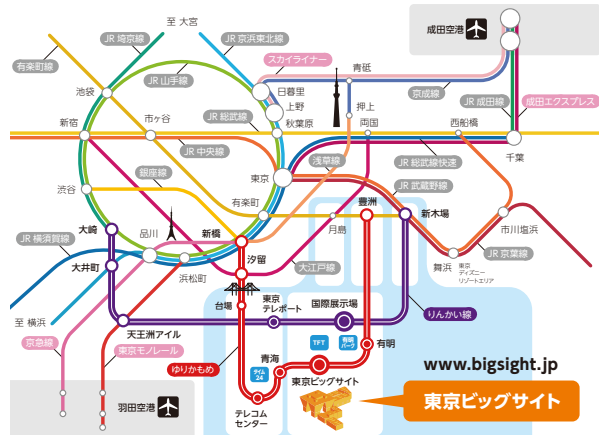 至 大宮
JR 埼京線
JR 京浜東北線
有楽町線
スカイライナー
成田空港
JR 山手線
青砥
池袋
日暮里
京成線
JR 成田線
成田エクスプレス
上野
押上
市ヶ谷
JR 総武線
両国
西船橋
新宿
秋葉原
JR 中央線
浅草線
JR 総武線快速
千葉
銀座線
東京
JR 武蔵野線
渋谷
有楽町
豊洲
新木場
大崎
品川
新橋
月島
市川塩浜
JR 横須賀線
汐留
大江戸線
JR 京葉線
大井町
浜松町
舞浜
東京
ディズニー
リゾートエリア
台場
東京
テレポート
国際展示場
りんかい線
至 横浜
天王洲アイル
京急線
東京モノレール
TFT
有明
パーク
有明
ゆりかもめ
青海
タイム
24
東京ビッグサイト
www.bigsight.jp
羽田空港
テレコム
センター
東京ビッグサイト